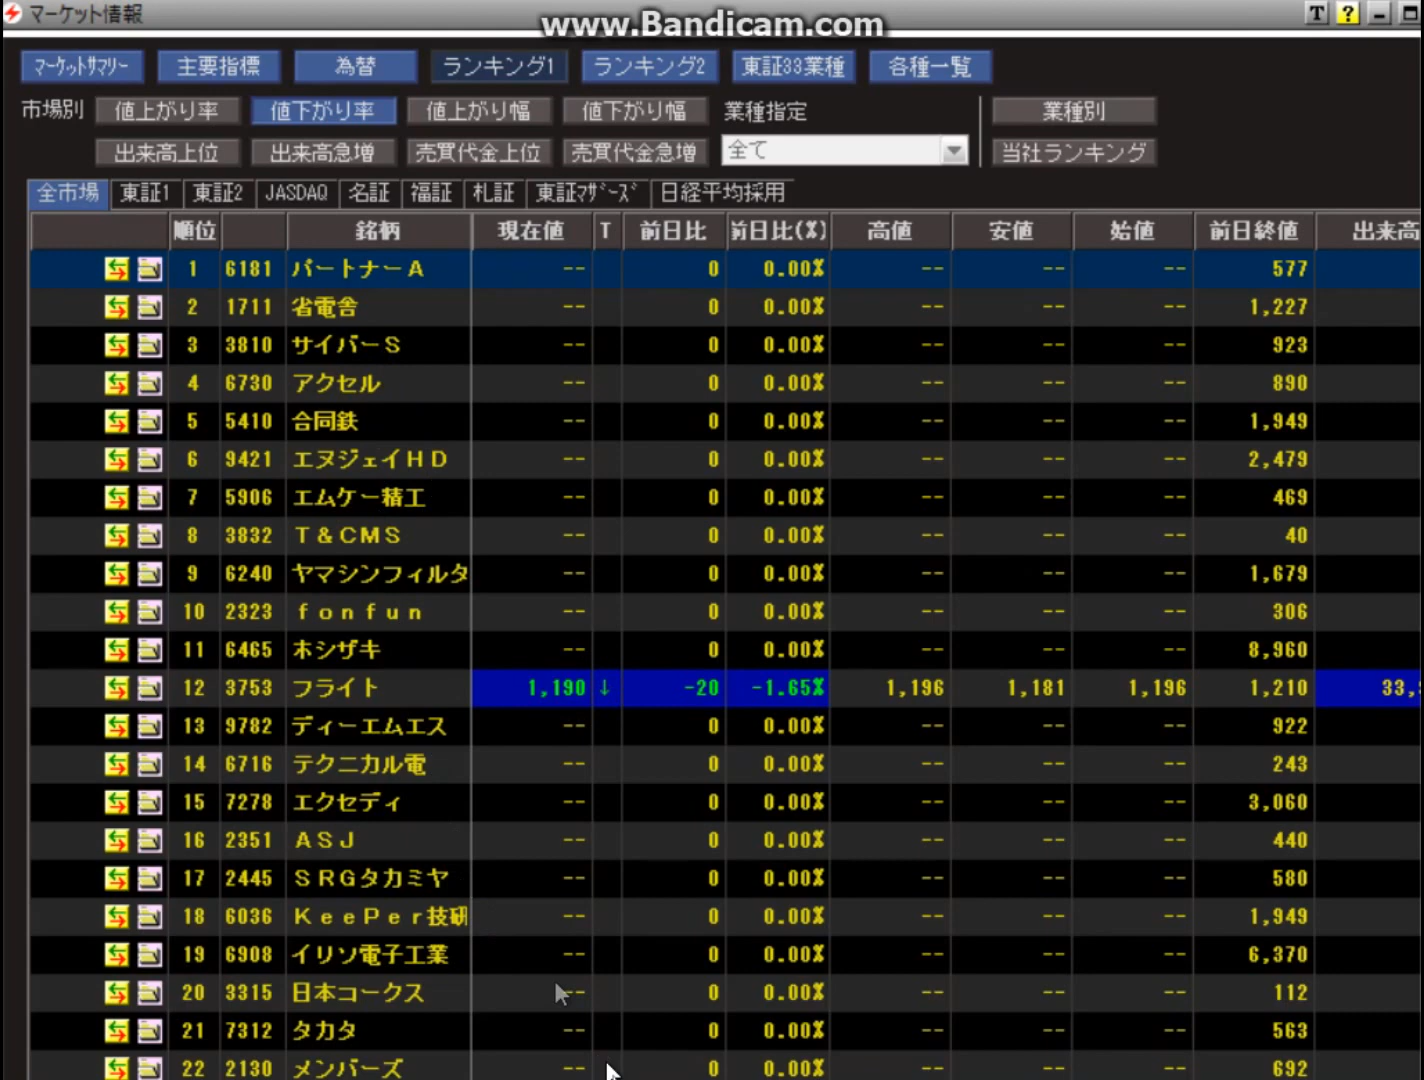 マーケット情報
www.Bandicam.com
T ?
マーケットサマリー 主要指標 為替 ランキング1 ランキング2 東証33業種 各種一覧
市場別 値上がり率 値下がり率 値上がり幅 値下がり幅 業種指定 業種別
出来高上位 出来高急増 売買代金上位 売買代金急増 全て 当社ランキング
全市場 東証1 東証2 JASDAQ 名証 福証 札証 東証マザーズ 日経平均採用
順位 銘柄 現在値 T 前日比 前日比(%) 高値 安値 始値 前日終値 出来高
1 6181 パートナーA -- 0 0.00% -- -- -- 577
2 1711 省電舎 -- 0 0.00% -- -- -- 1,227
3 3810 サイバーS -- 0 0.00% -- -- -- 923
4 6730 アクセル -- 0 0.00% -- -- -- 890
5 5410 合同鉄 -- 0 0.00% -- -- -- 1,949
6 9421 エヌジェイHD -- 0 0.00% -- -- -- 2,479
7 5906 エムケー精工 -- 0 0.00% -- -- -- 469
8 3832 T&CMS -- 0 0.00% -- -- -- 40
9 6240 ヤマシンフィルタ -- 0 0.00% -- -- -- 1,679
10 2323 fonfun -- 0 0.00% -- -- -- 306
11 6465 ホシザキ -- 0 0.00% -- -- -- 8,960
12 3753 フライト 1,190 ↓ -20 -1.65% 1,196 1,181 1,196 1,210 33,
13 9782 ディーエムエス -- 0 0.00% -- -- -- 922
14 6716 テクニカル電 -- 0 0.00% -- -- -- 243
15 7278 エクセディ -- 0 0.00% -- -- -- 3,060
16 2351 ASJ -- 0 0.00% -- -- -- 440
17 2445 SRGタカミヤ -- 0 0.00% -- -- -- 580
18 6036 KeePer技研 -- 0 0.00% -- -- -- 1,949
19 6908 イリソ電子工業 -- 0 0.00% -- -- -- 6,370
20 3315 日本コークス -- 0 0.00% -- -- -- 112
21 7312 タカタ -- 0 0.00% -- -- -- 563
22 2130 メンバーズ -- 0 0.00% -- -- -- 692